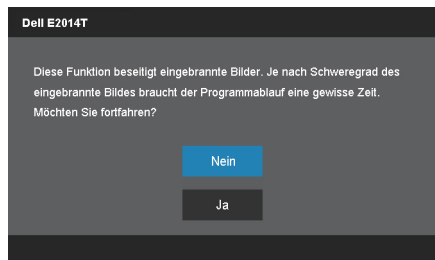 Dell E2014T
Diese Funktion beseitigt eingebrannte Bilder. Je nach Schweregrad des
eingebrannte Bildes braucht der Programmablauf eine gewisse Zeit.
Möchten Sie fortfahren?
Nein
Ja